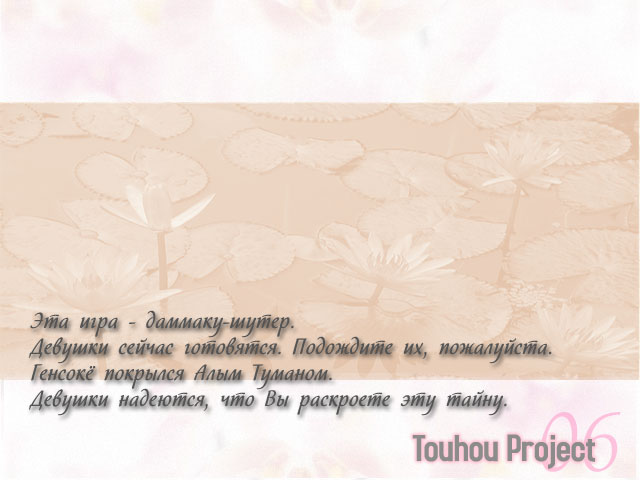 Эта игра - даммаку-шутер.
Девушки сейчас готовятся. Подождите их, пожалуйста.
Генсокё покрылся Алым Туманом.
Девушки надеются, что Вы раскроете эту тайну.
Touhou Project 06